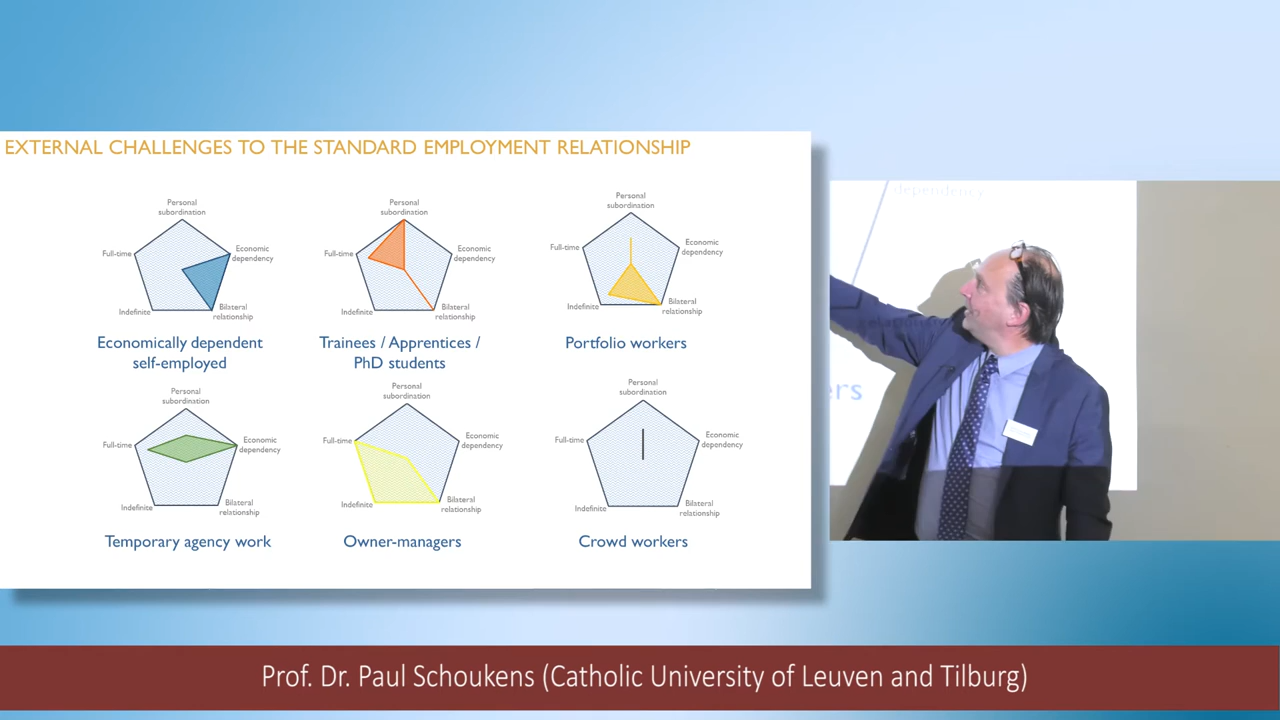 EXTERNAL CHALLENGES TO THE STANDARD EMPLOYMENT RELATIONSHIP
Personal
subordination
Full-time
Economic
dependency
Indefinite
Bilateral
relationship
Economically dependent
self-employed
Personal
subordination
Full-time
Economic
dependency
Indefinite
Bilateral
relationship
Trainees / Apprentices /
PhD students
Personal
subordination
Full-time
Economic
dependency
Indefinite
Bilateral
relationship
Portfolio workers
Personal
subordination
Full-time
Economic
dependency
Indefinite
Bilateral
relationship
Temporary agency work
Personal
subordination
Full-time
Economic
dependency
Indefinite
Bilateral
relationship
Owner-managers
Personal
subordination
Full-time
Economic
dependency
Indefinite
Bilateral
relationship
Crowd workers
dependency
ers
Prof. Dr. Paul Schoukens (Catholic University of Leuven and Tilburg)